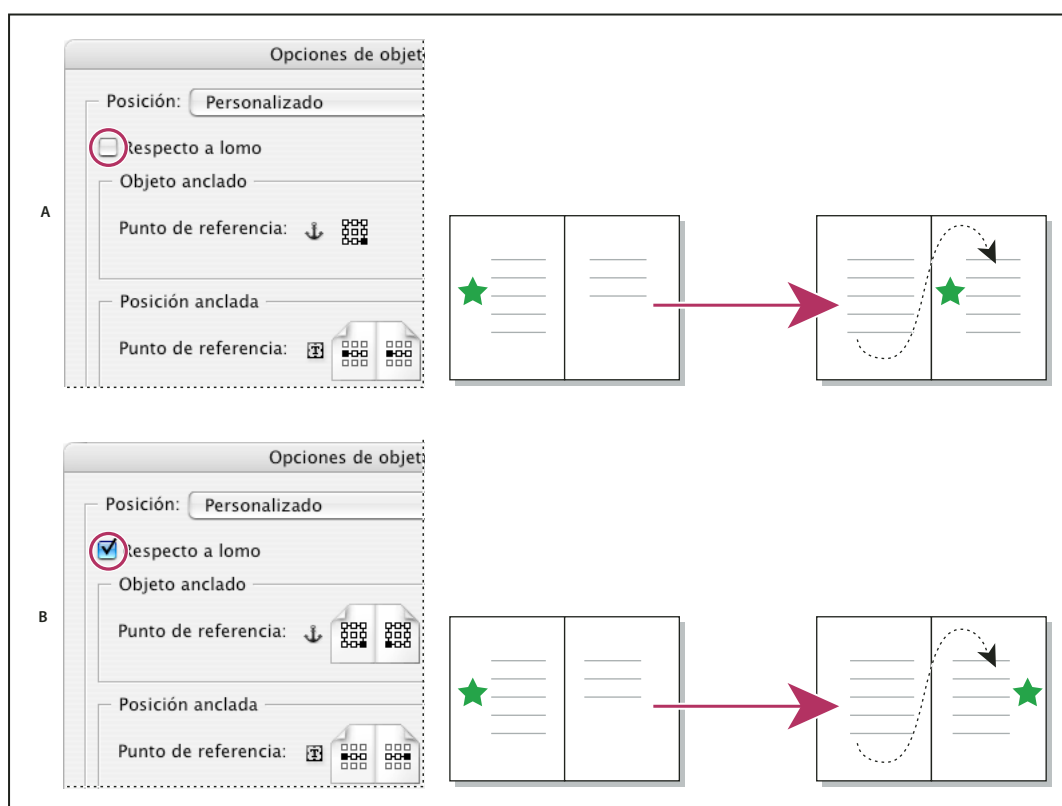 Opciones de objet
Posición: Personalizado
Respecto a lomo
Objeto anclado
A
Punto de referencia:
Posición anclada
Punto de referencia: T
Opciones de objet
Posición: Personalizado
Respecto a lomo
Objeto anclado
B
Punto de referencia:
Posición anclada
Punto de referencia: T